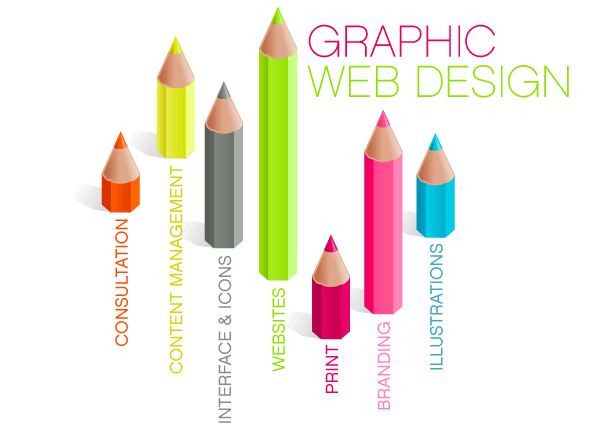 GRAPHIC
WEB DESIGN
CONSULTATION
CONTENT MANAGEMENT
INTERFACE & ICONS
WEBSITES
PRINT
BRANDING
ILLUSTRATIONS